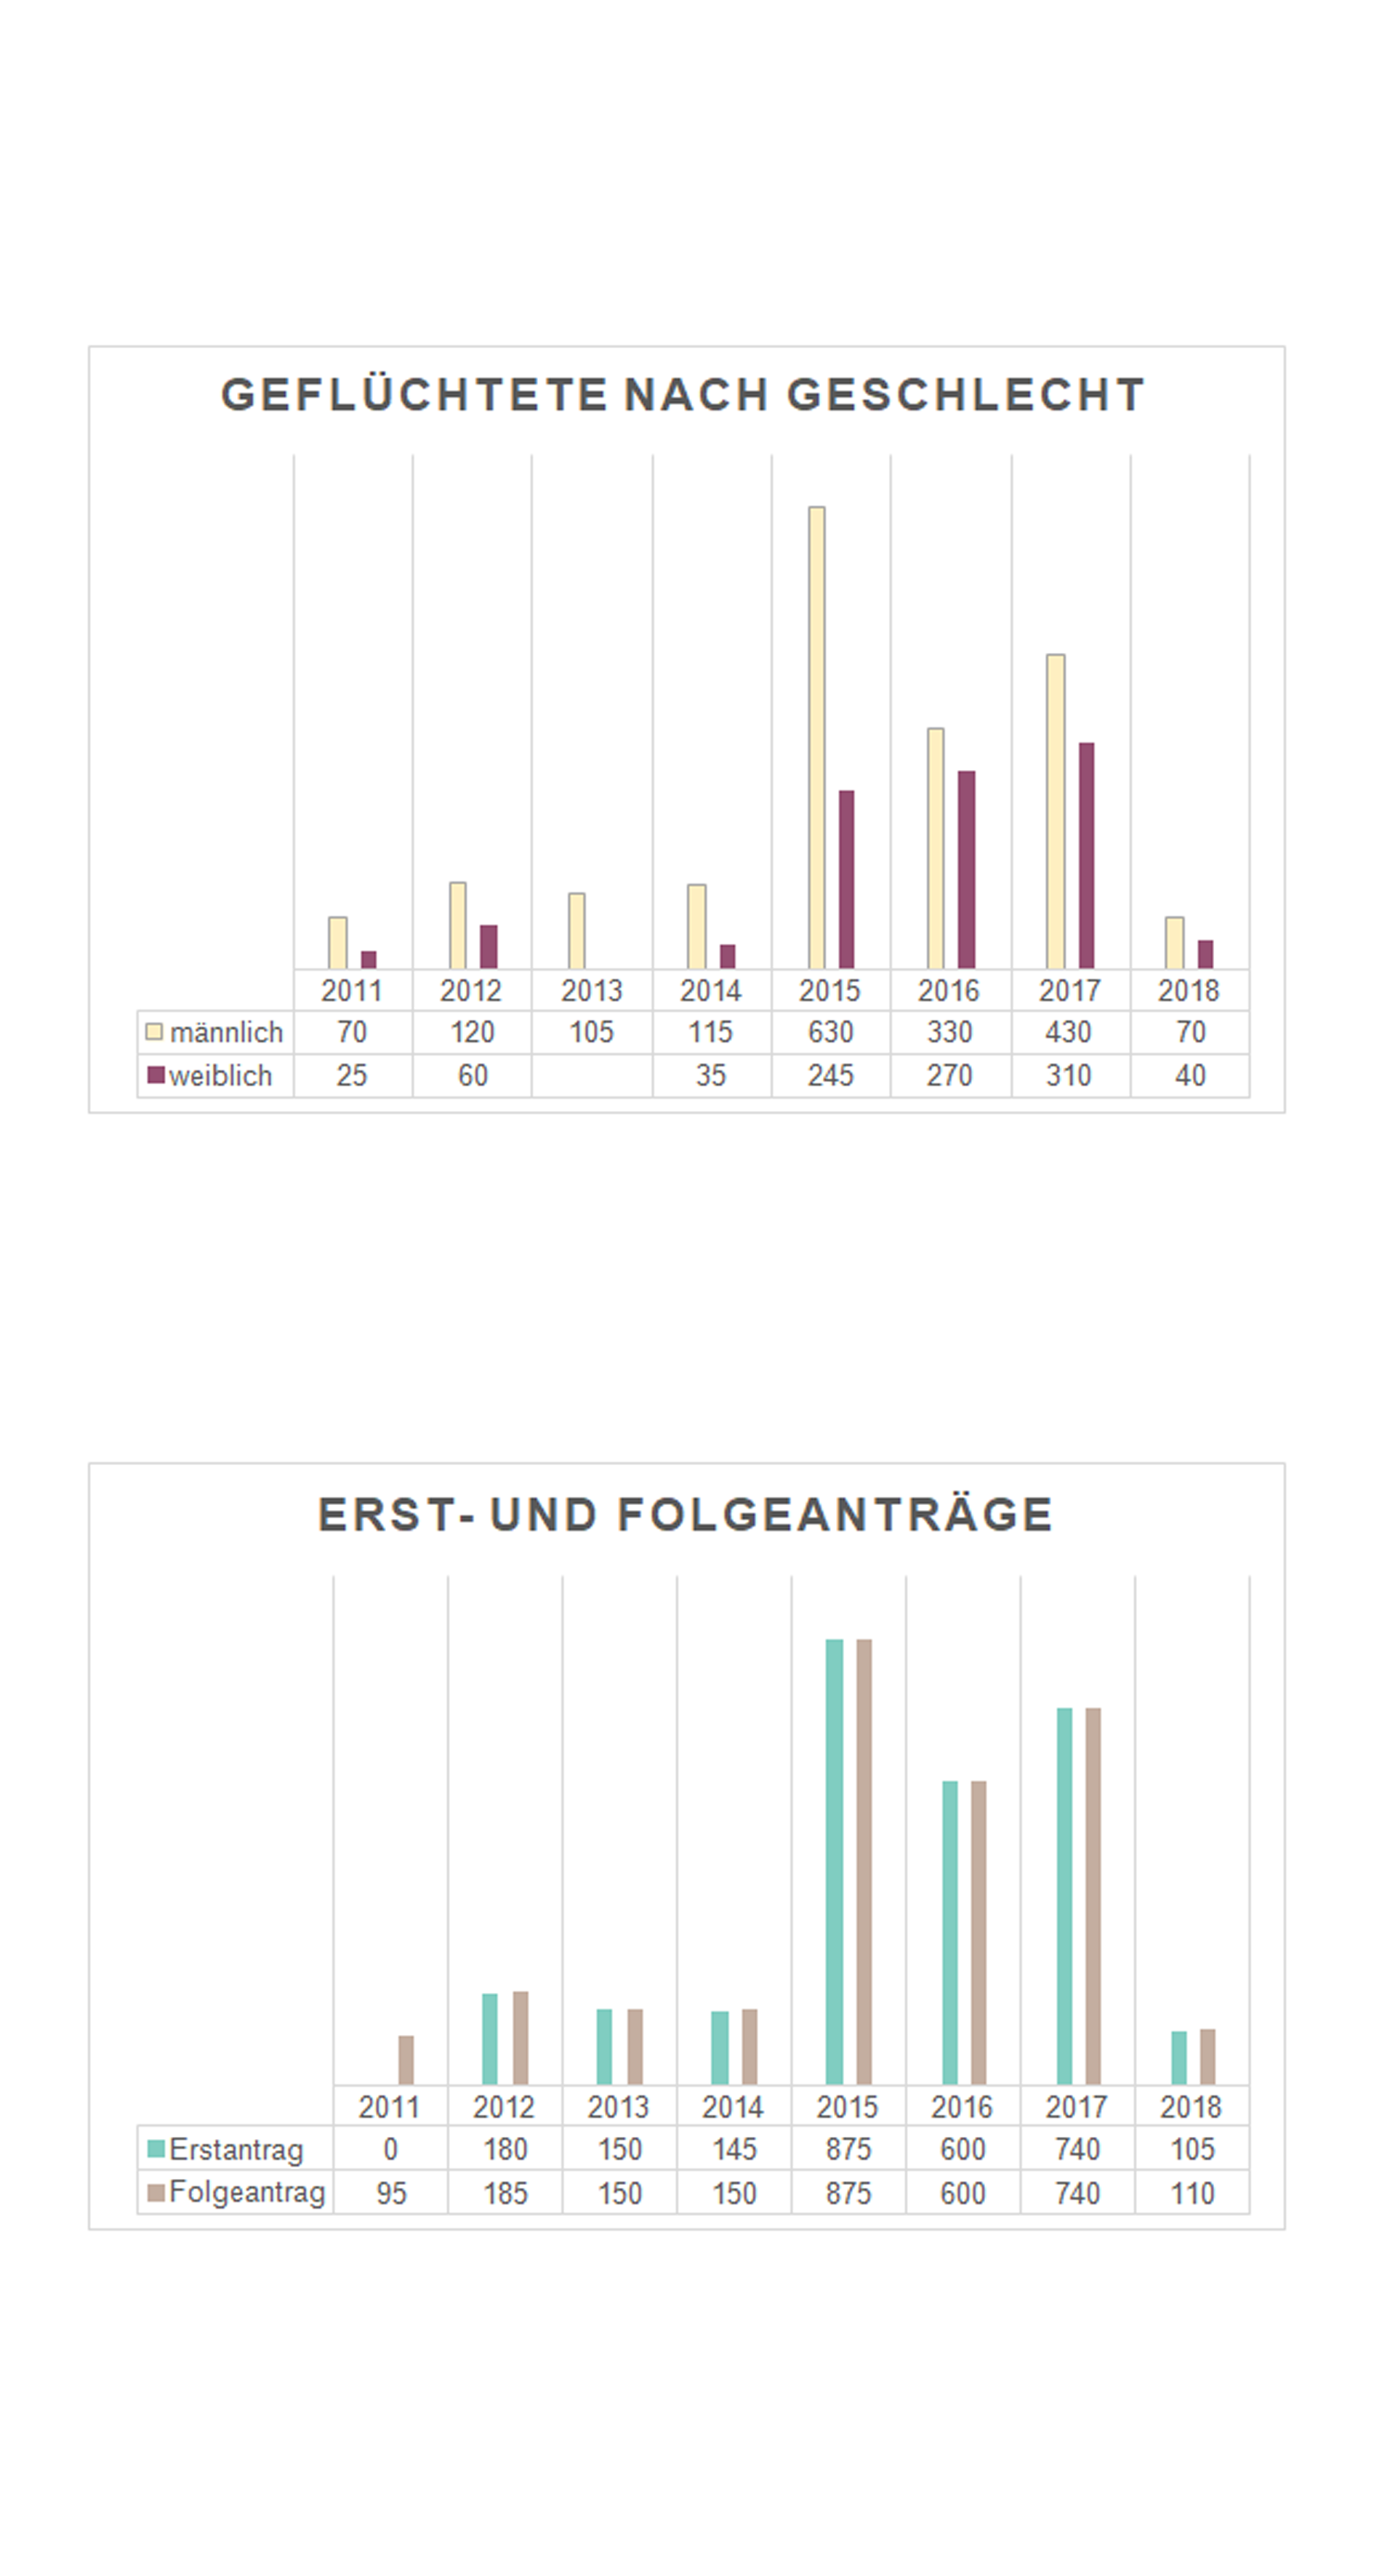 GEFLÜCHTETE NACH GESCHLECHT
2011 2012 2013 2014 2015 2016 2017 2018
männlich 70 120 105 115 630 330 430 70
weiblich 25 60 35 245 270 310 40
ERST- UND FOLGEANTRÄGE
2011 2012 2013 2014 2015 2016 2017 2018
Erstantrag 0 180 150 145 875 600 740 105
Folgeantrag 95 185 150 150 875 600 740 110